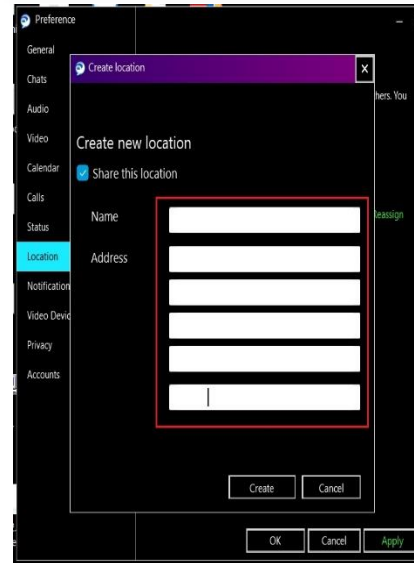 Preference
General
Chats
Audio
Video
Calendar
Calls
Status
Location
Notification
Video Devic
Privacy
Accounts
Create location
X
hers. You
Create new location
Share this location
Name
Address
Reassign
Create
Cancel
OK
Cancel
Apply